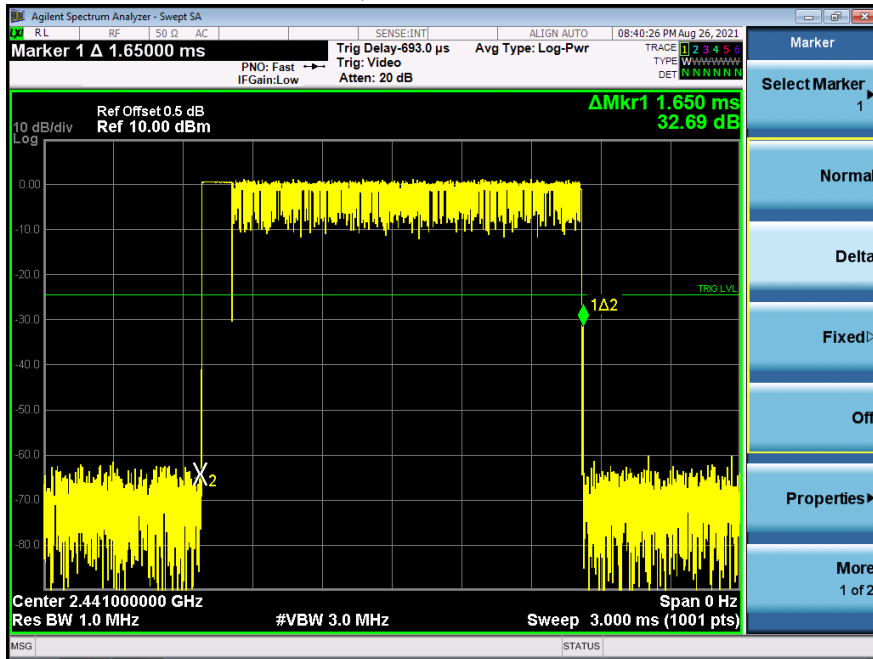 Agilent Spectrum Analyzer - Swept SA
LXI RL RF 50 Ω AC SENSE:INT ALIGN AUTO 08:40:26 PM Aug 26, 2021
Marker 1 Δ 1.65000 ms
PNO: Fast
IFGain:Low
Trig Delay-693.0 µs
Trig: Video
Atten: 20 dB
Avg Type: Log-Pwr
TRACE 1 2 3 4 5 6
TYPE WWWWWW
DET N N N N N N
Marker
Select Marker
1
Normal
Delta
Fixed
Off
Properties
More
1 of 2
ΔMkr1 1.650 ms
32.69 dB
Ref Offset 0.5 dB
10 dB/div Ref 10.00 dBm
Log
0.00
-10.0
-20.0
TRIG LVL
1Δ2
-30.0
-40.0
-50.0
-60.0
2
-70.0
-80.0
Center 2.441000000 GHz Span 0 Hz
Res BW 1.0 MHz #VBW 3.0 MHz Sweep 3.000 ms (1001 pts)
MSG STATUS